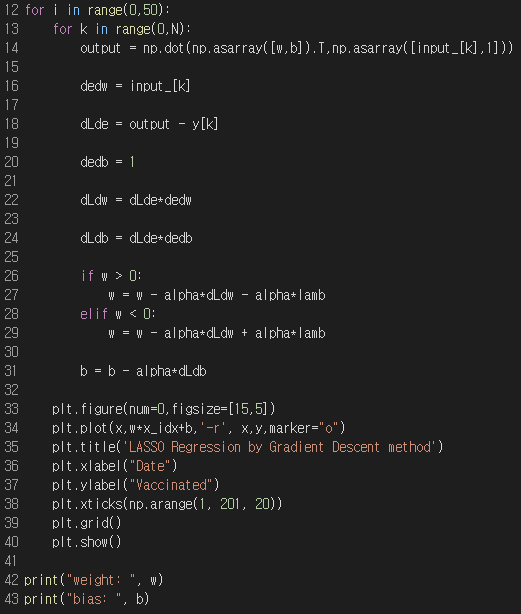 12 for i in range(0,50):
13     for k in range(0,N):
14         output = np.dot(np.asarray([w,b]).T,np.asarray([input_[k],1]))
15
16         dedw = input_[k]
17
18         dLde = output - y[k]
19
20         dedb = 1
21
22         dLdw = dLde*dedw
23
24         dLdb = dLde*dedb
25
26         if w > 0:
27             w = w - alpha*dLdw - alpha*lamb
28         elif w < 0:
29             w = w - alpha*dLdw + alpha*lamb
30
31         b = b - alpha*dLdb
32
33     plt.figure(num=0,figsize=[15,5])
34     plt.plot(x,w*x_idx+b,'-r', x,y,marker="o")
35     plt.title('LASSO Regression by Gradient Descent method')
36     plt.xlabel("Date")
37     plt.ylabel("Vaccinated")
38     plt.xticks(np.arange(1, 201, 20))
39     plt.grid()
40     plt.show()
41
42 print("weight: ", w)
43 print("bias: ", b)